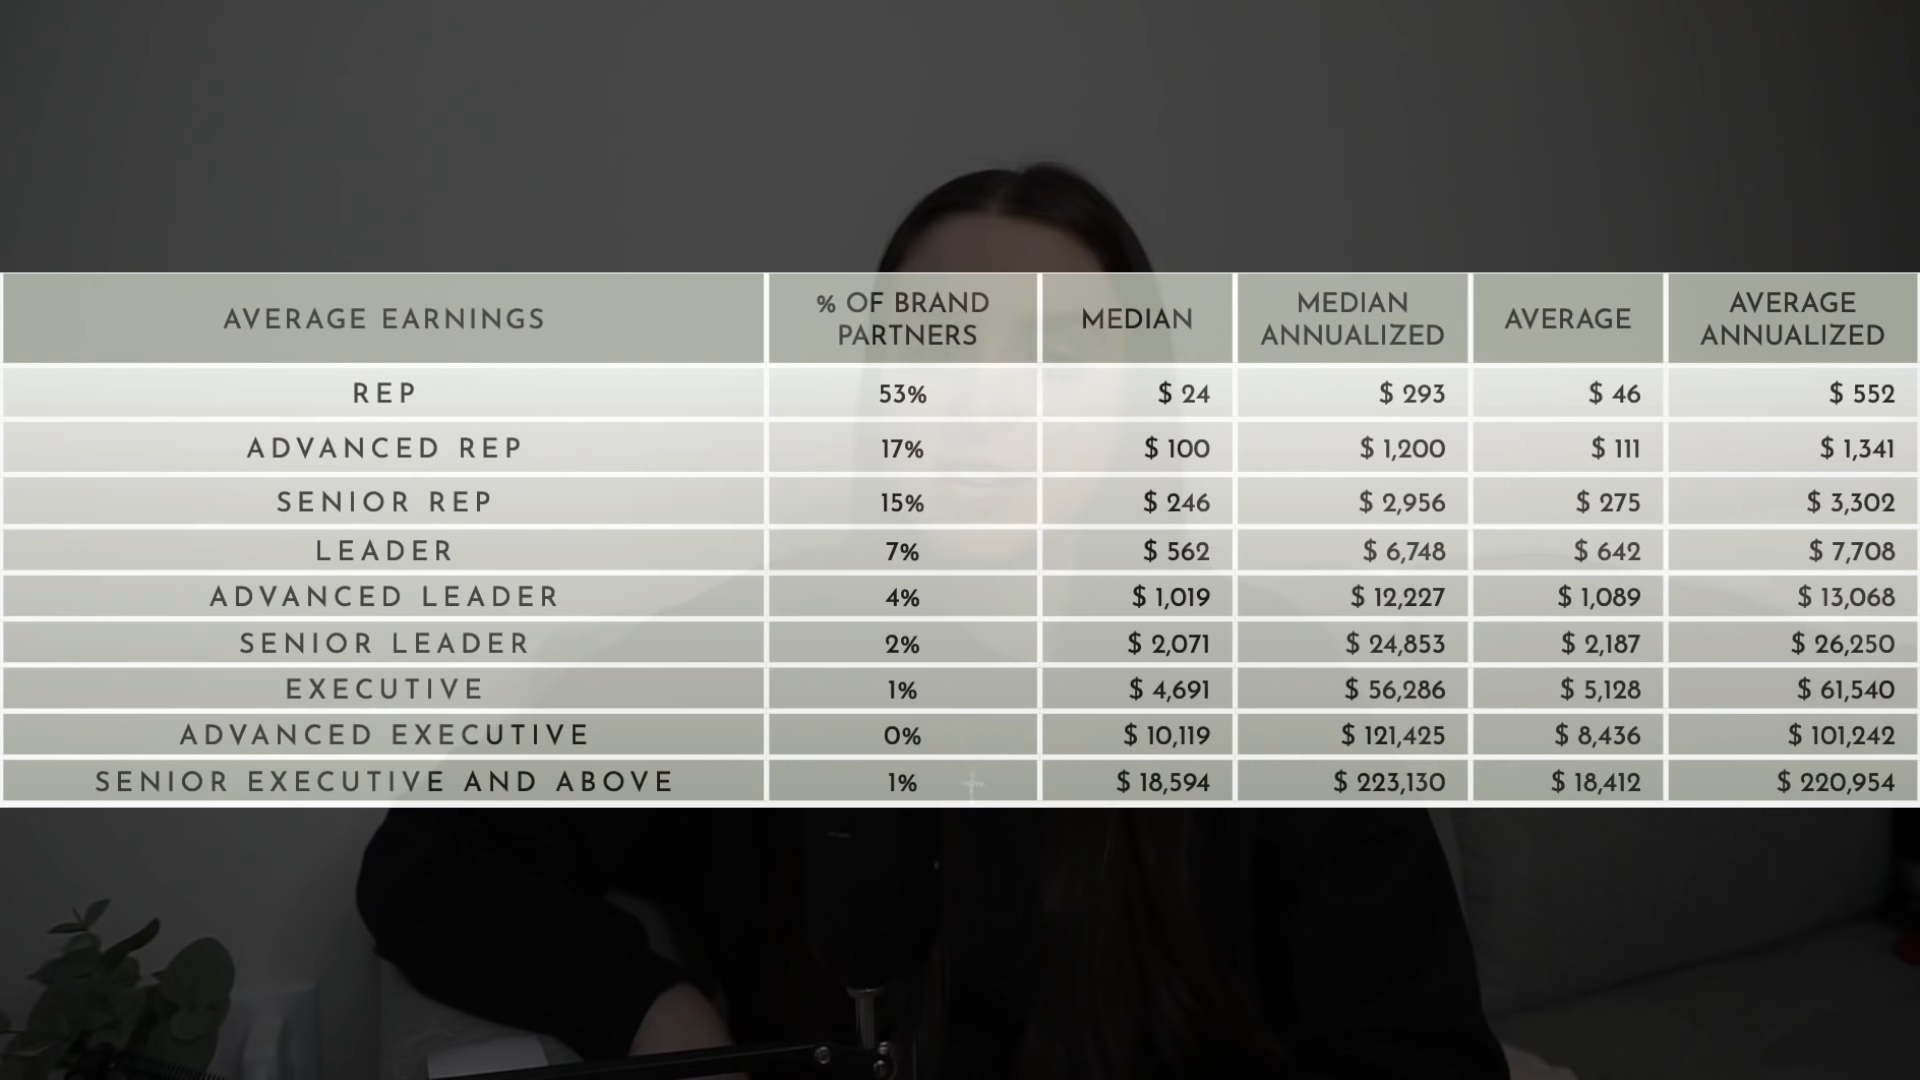 AVERAGE EARNINGS % OF BRAND PARTNERS MEDIAN MEDIAN ANNUALIZED AVERAGE AVERAGE ANNUALIZED
REP 53% $ 24 $ 293 $ 46 $ 552
ADVANCED REP 17% $ 100 $ 1,200 $ 111 $ 1,341
SENIOR REP 15% $ 246 $ 2,956 $ 275 $ 3,302
LEADER 7% $ 562 $ 6,748 $ 642 $ 7,708
ADVANCED LEADER 4% $ 1,019 $ 12,227 $ 1,089 $ 13,068
SENIOR LEADER 2% $ 2,071 $ 24,853 $ 2,187 $ 26,250
EXECUTIVE 1% $ 4,691 $ 56,286 $ 5,128 $ 61,540
ADVANCED EXECUTIVE 0% $ 10,119 $ 121,425 $ 8,436 $ 101,242
SENIOR EXECUTIVE AND ABOVE 1% $ 18,594 $ 223,130 $ 18,412 $ 220,954